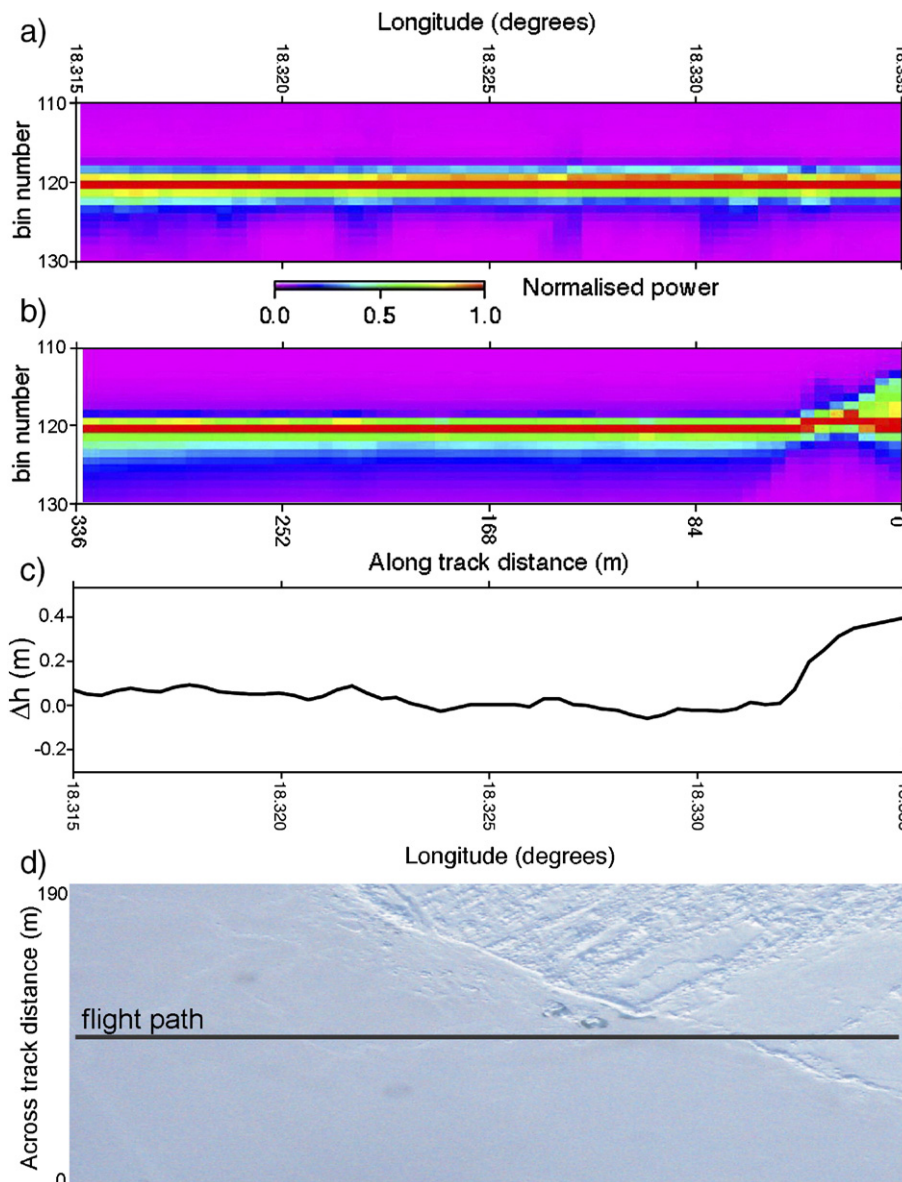 a)
Longitude (degrees)
18.315
18.320
18.325
18.330
bin number
110
120
130
0.0
0.5
1.0
Normalised power
b)
bin number
110
120
130
336
252
168
84
0
Along track distance (m)
c)
Δh (m)
0.4
0.2
0.0
-0.2
18.315
18.320
18.325
18.330
Longitude (degrees)
d)
Across track distance (m)
190
0
flight path